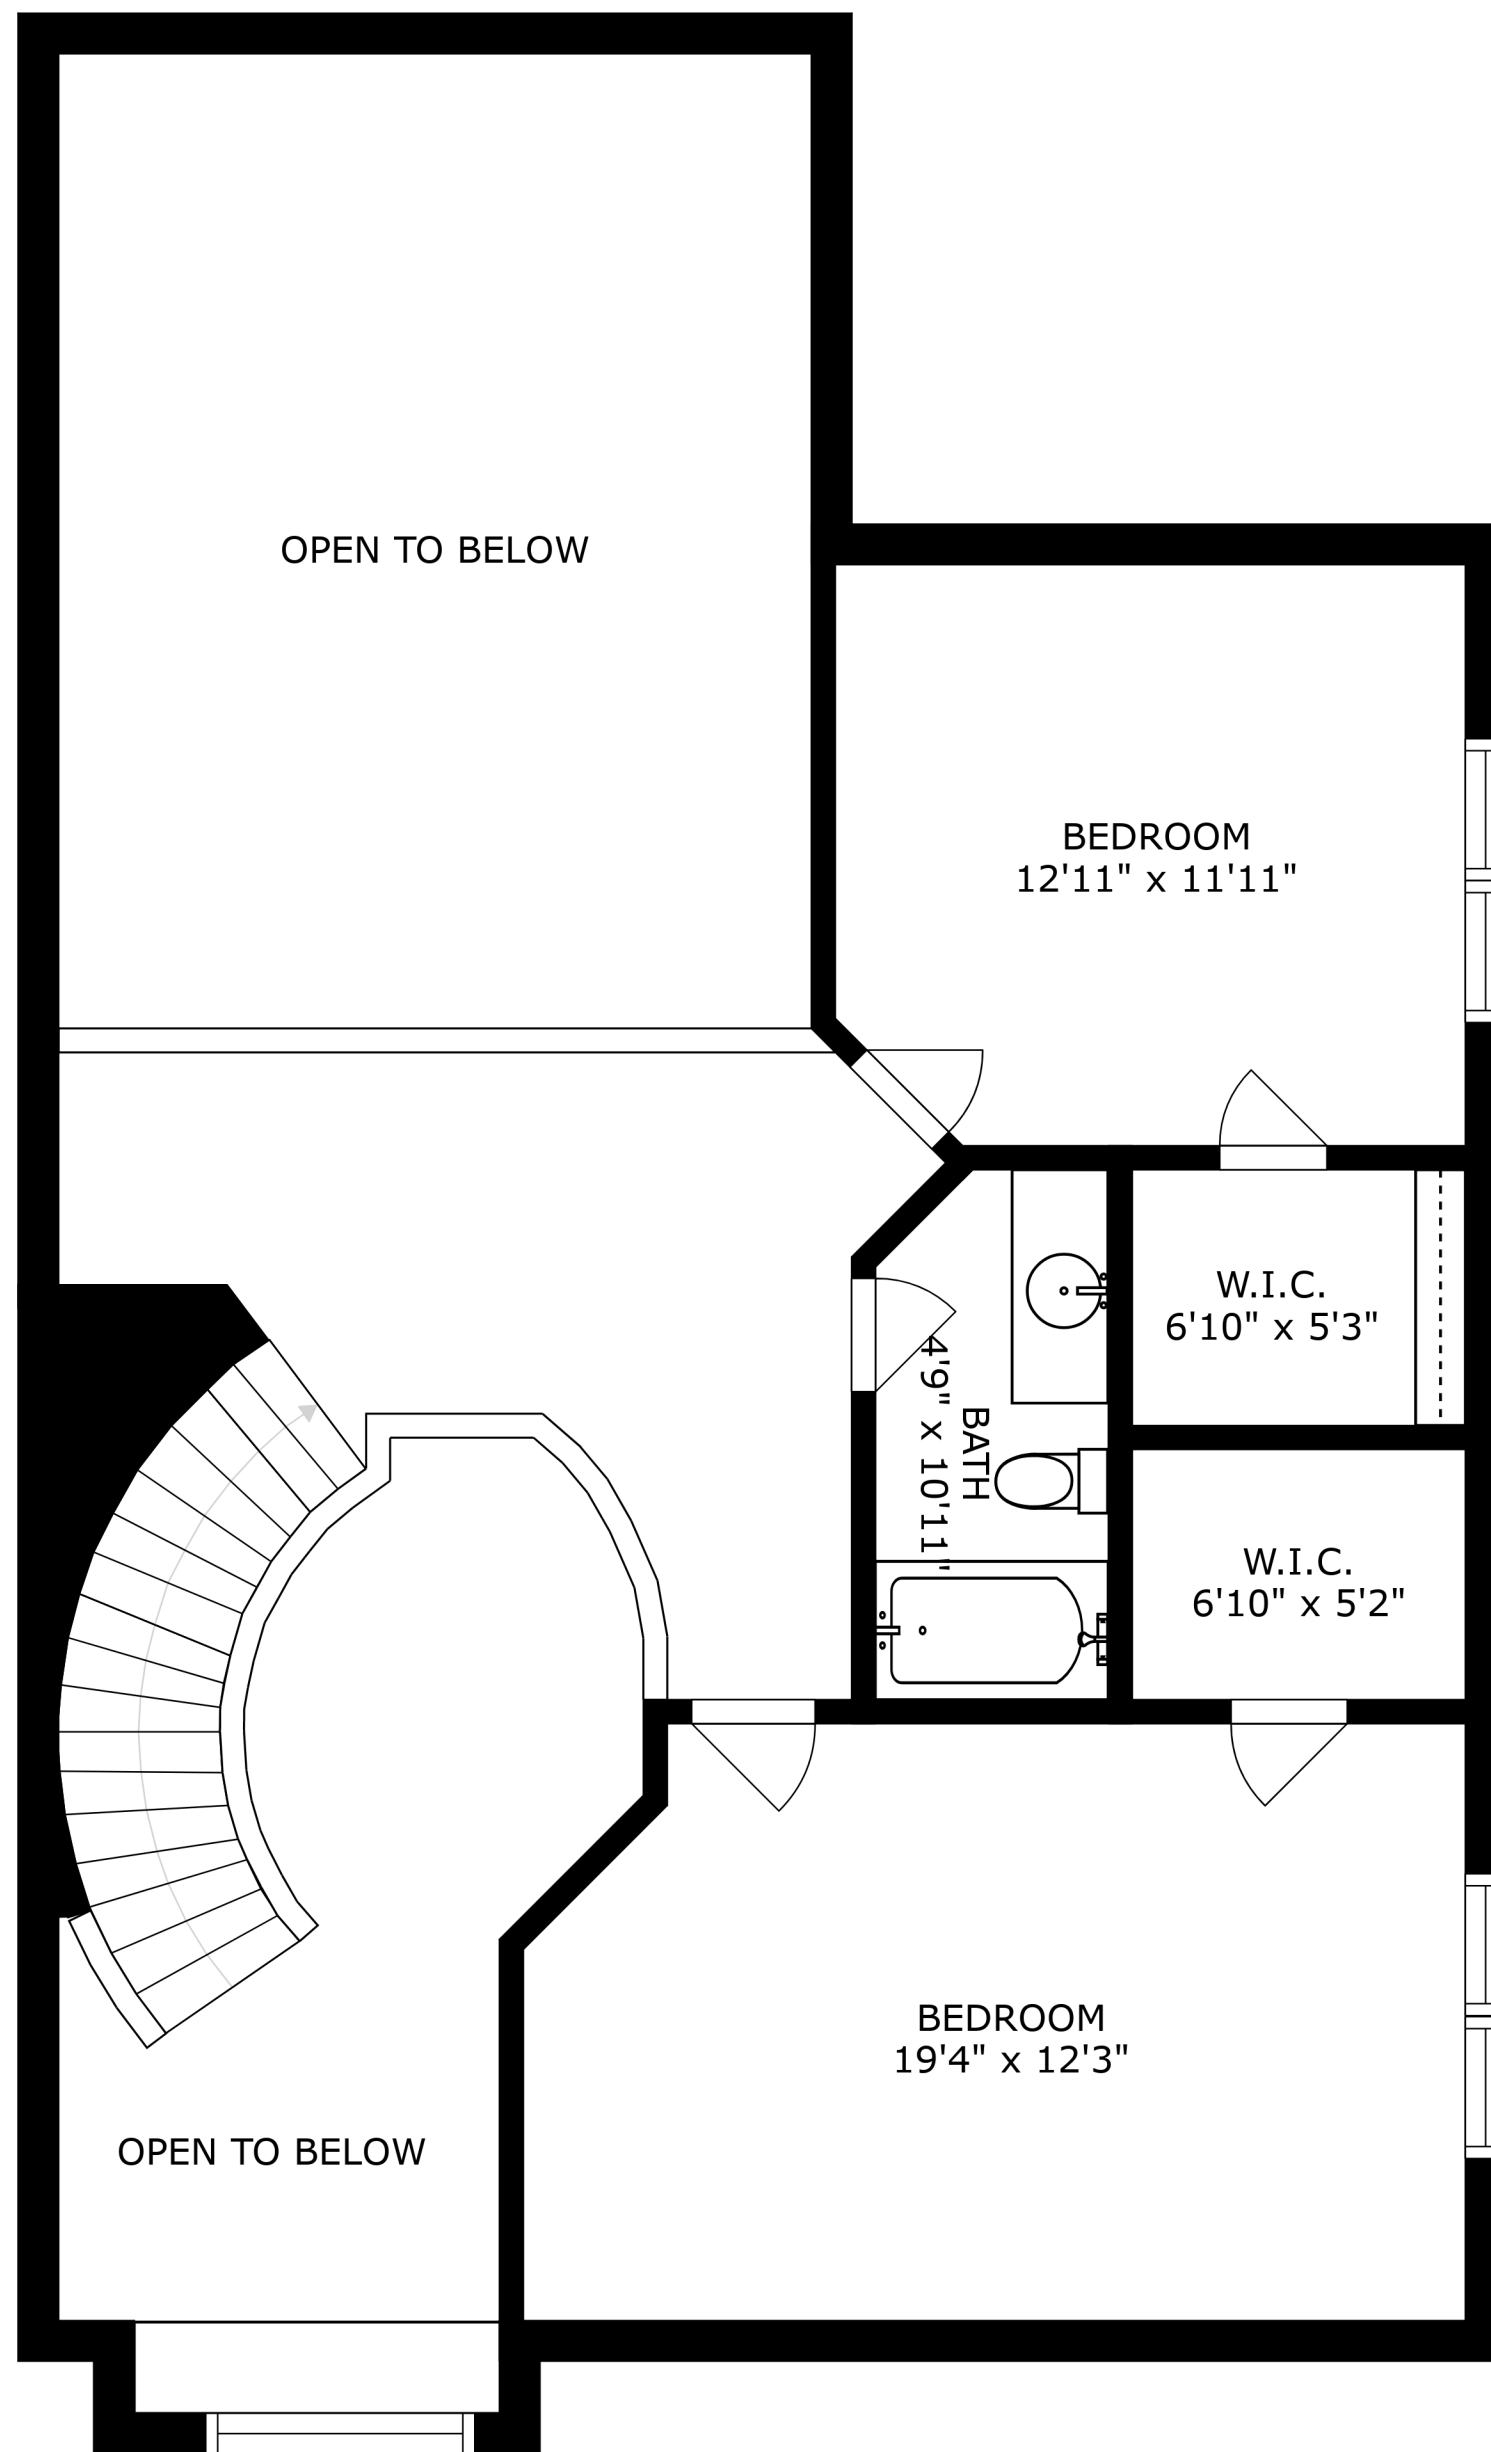 OPEN TO BELOW
BEDROOM
12'11" x 11'11"
W.I.C.
6'10" x 5'3"
BATH
4'9" x 10'11"
W.I.C.
6'10" x 5'2"
BEDROOM
19'4" x 12'3"
OPEN TO BELOW